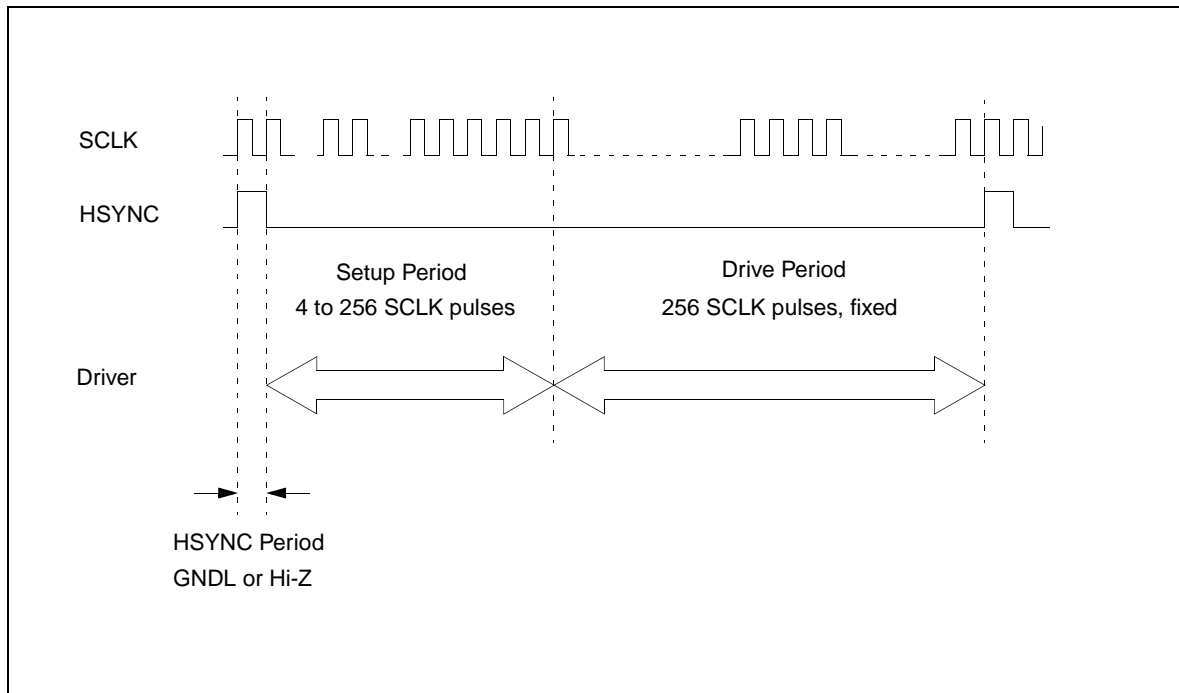 SCLK
HSYNC
Setup Period
4 to 256 SCLK pulses
Drive Period
256 SCLK pulses, fixed
Driver
HSYNC Period
GNDL or Hi-Z